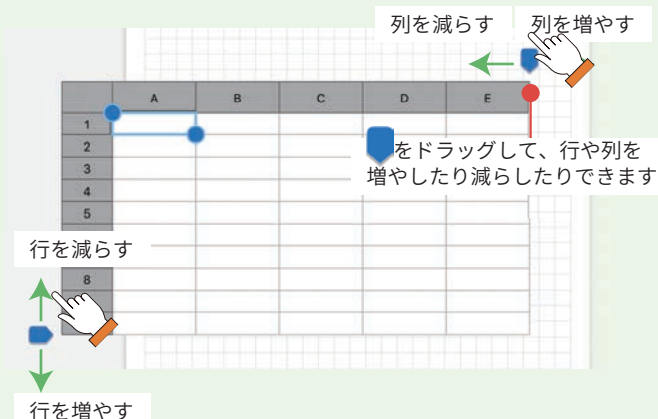 列を減らす
列を増やす
A B C D E
1
2
3
4
5
をドラッグして、行や列を
増やしたり減らしたりできます
行を減らす
8
行を増やす